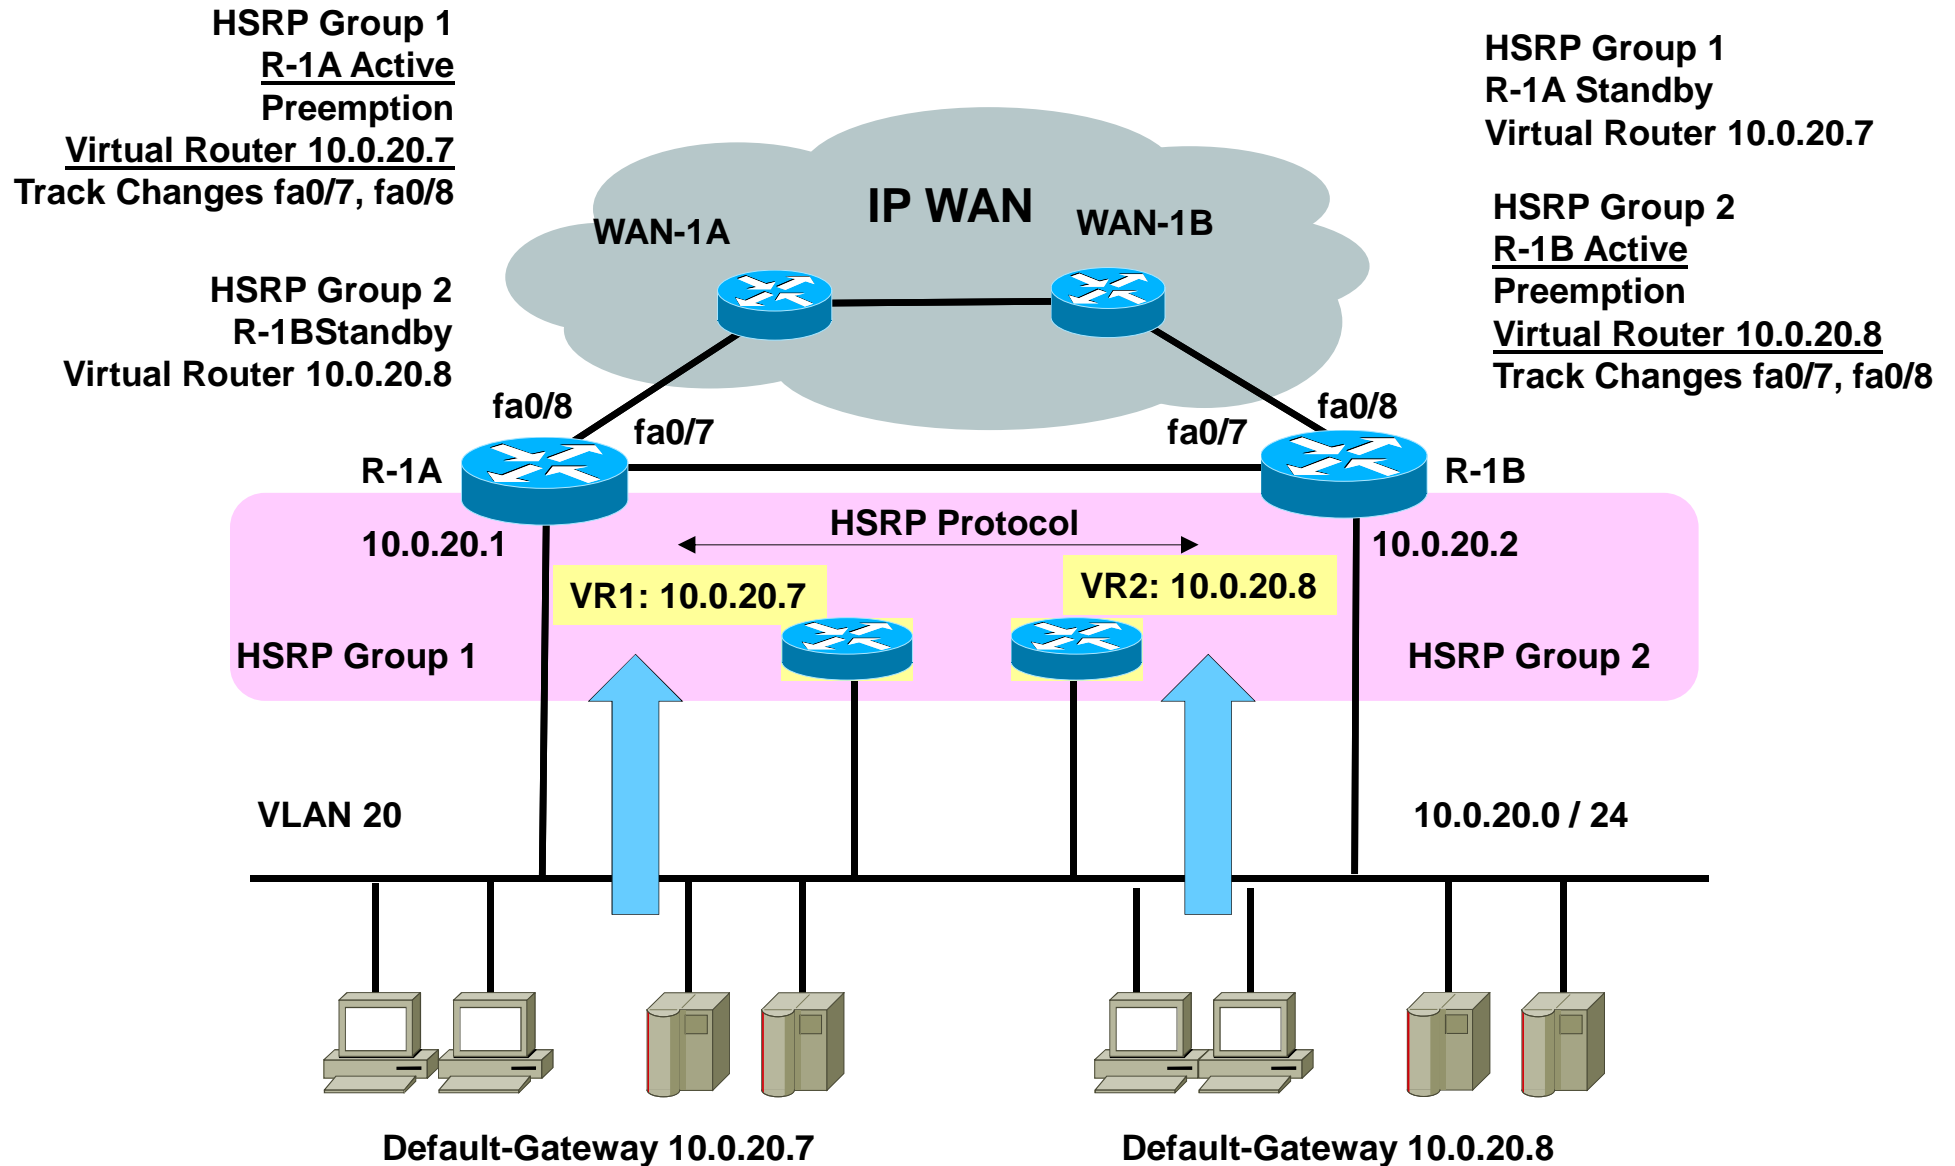 HSRP Group 1
R-1A Active
Preemption
Virtual Router 10.0.20.7
Track Changes fa0/7, fa0/8
HSRP Group 2
R-1BStandby
Virtual Router 10.0.20.8
HSRP Group 1
R-1A Standby
Virtual Router 10.0.20.7
HSRP Group 2
R-1B Active
Preemption
Virtual Router 10.0.20.8
Track Changes fa0/7, fa0/8
IP WAN
WAN-1A
WAN-1B
fa0/8
fa0/7
fa0/7
fa0/8
R-1A
R-1B
HSRP Protocol
10.0.20.1
10.0.20.2
VR1: 10.0.20.7
VR2: 10.0.20.8
HSRP Group 1
HSRP Group 2
VLAN 20
10.0.20.0 / 24
Default-Gateway 10.0.20.7
Default-Gateway 10.0.20.8